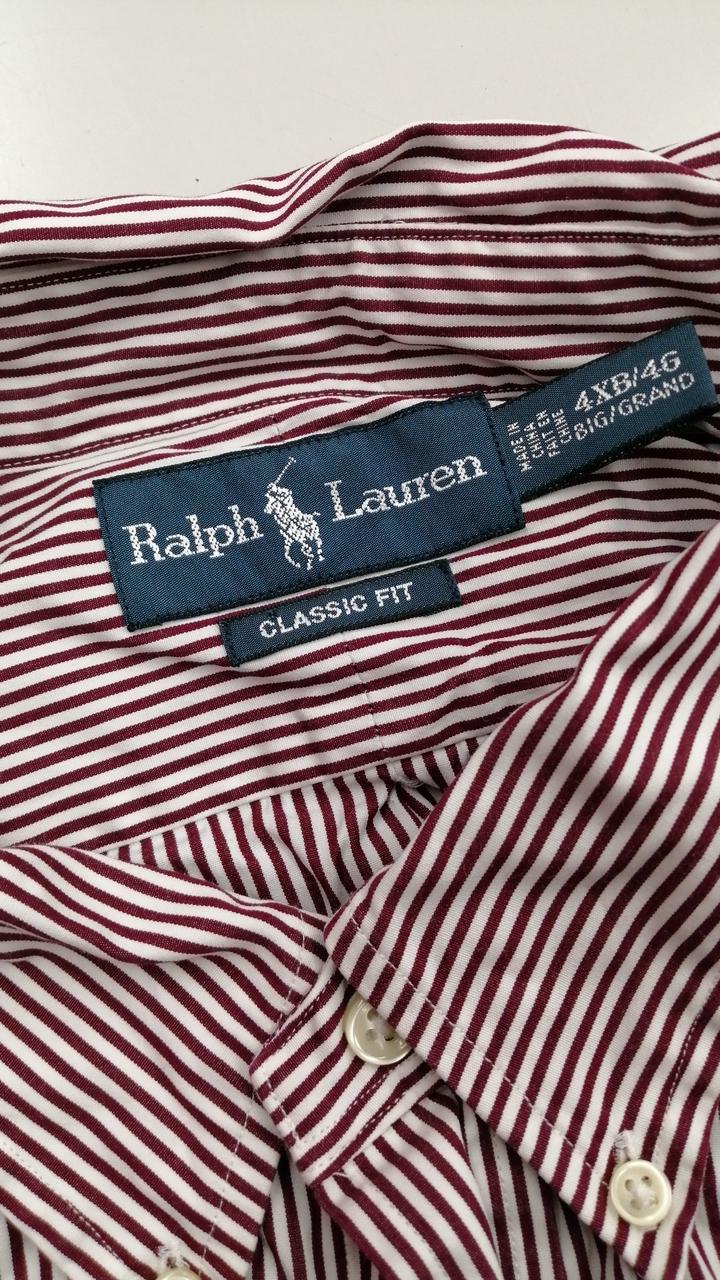 Ralph Lauren
CLASSIC FIT
MADE IN
CHINA
FAIT EN
CHINE
4XB/4G
BIG/GRAND